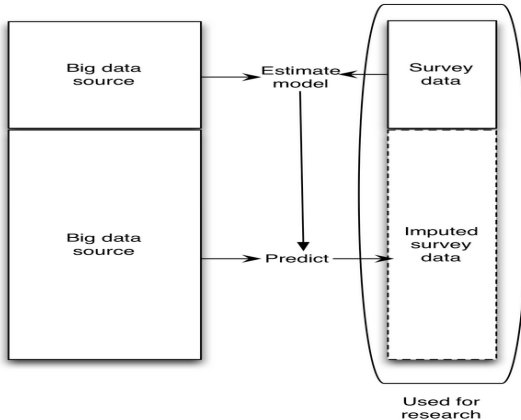 Big data
source
Estimate
model
Survey
data
Big data
source
Predict
Imputed
survey
data
Used for
research